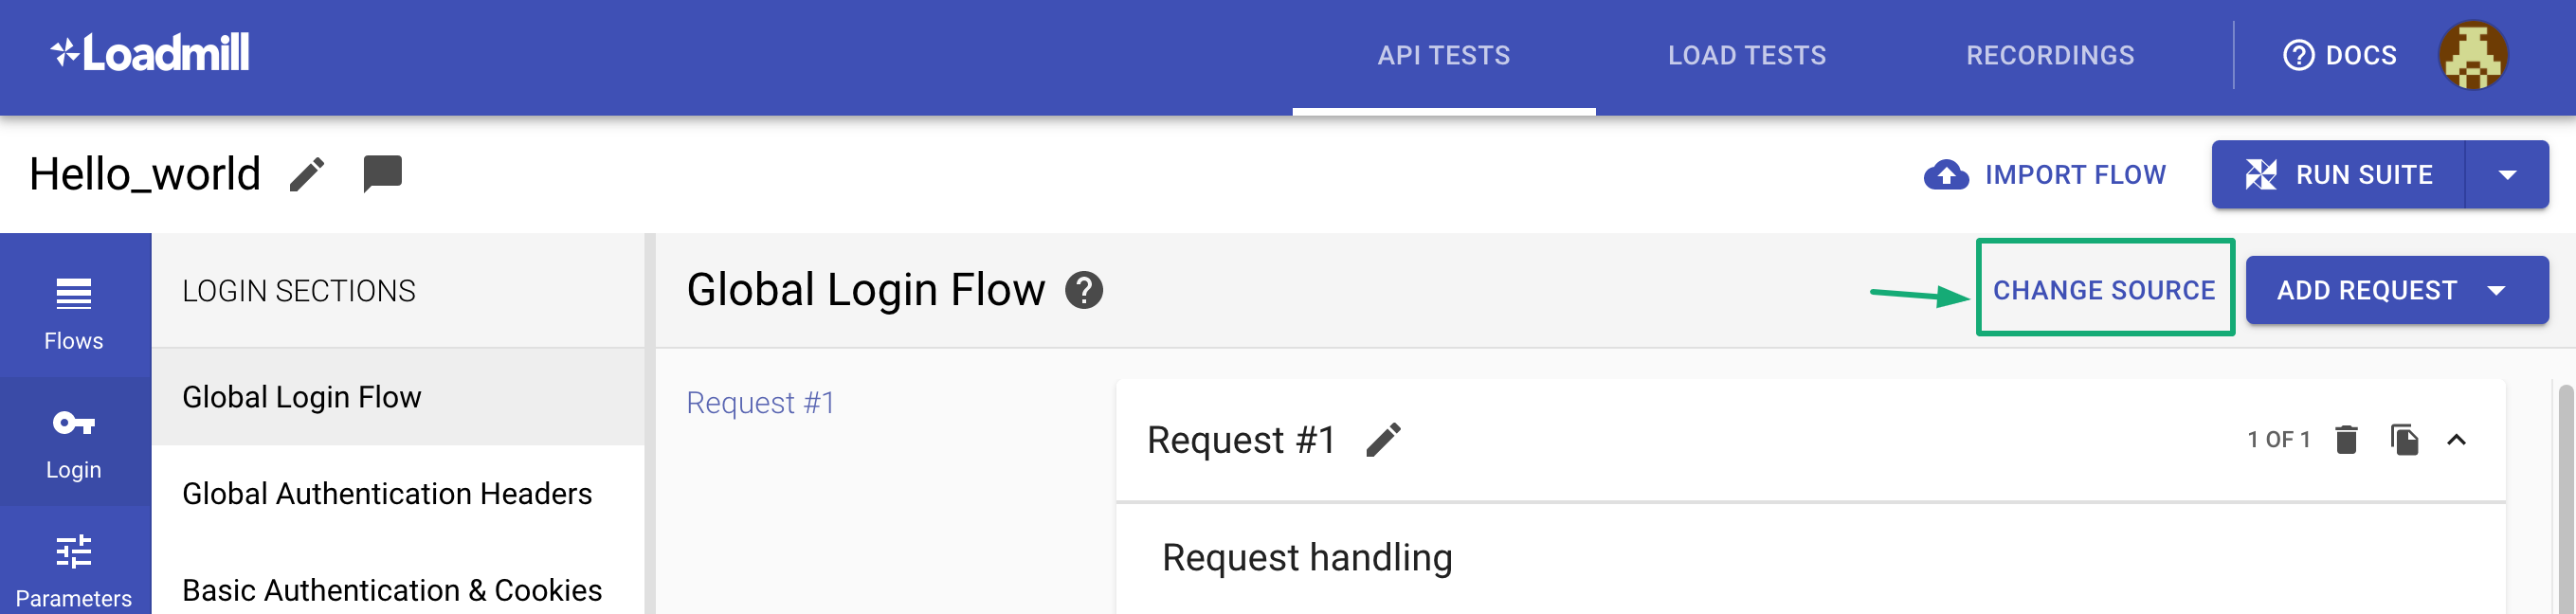 Loadmill
API TESTS
LOAD TESTS
RECORDINGS
DOCS
Hello_world
IMPORT FLOW
RUN SUITE
Flows
Login
Parameters
LOGIN SECTIONS
Global Login Flow
Global Authentication Headers
Basic Authentication & Cookies
Global Login Flow
CHANGE SOURCE
ADD REQUEST
Request #1
Request #1
1 OF 1
Request handling